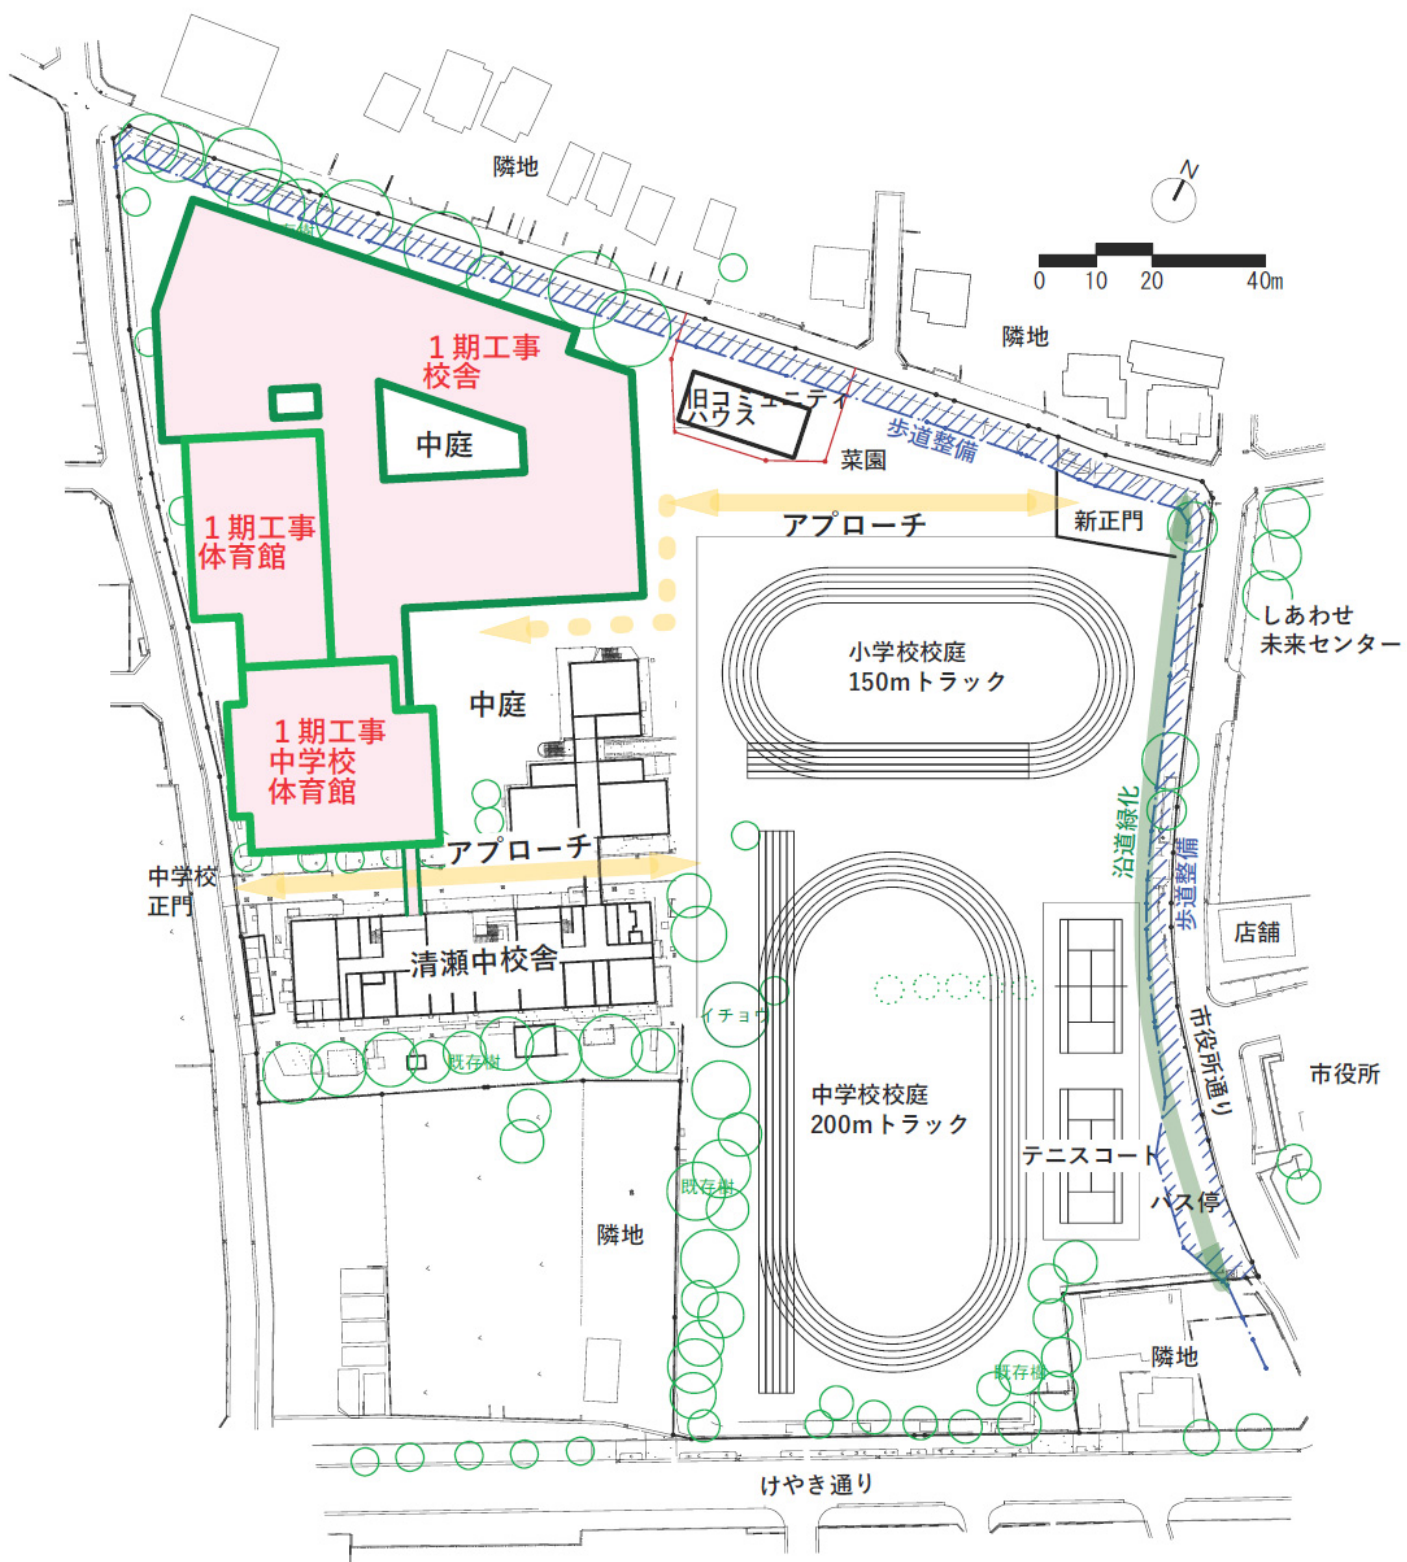 隣地
N
0 10 20 40m
隣地
１期工事
校舎
旧コミュニティ
ハウス
歩道整備
中庭
菜園
アプローチ
新正門
１期工事
体育館
しあわせ
未来センター
小学校校庭
150mトラック
中庭
１期工事
中学校
体育館
沿道緑化
歩道整備
アプローチ
中学校
正門
店舗
清瀬中校舎
イチョウ
市役所通り
既存樹
市役所
中学校校庭
200mトラック
テニスコート
既存樹
バス停
隣地
隣地
既存樹
けやき通り